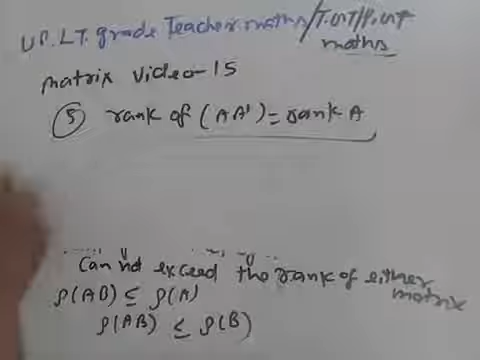 UP. LT. grade Teacher maths/T.GT/P.GT
maths
matrix video-15
⑤ rank of (AA') = rank A
Can not exceed the rank of either
matrix
ρ(AB) ≤ ρ(A)
ρ(AB) ≤ ρ(B)